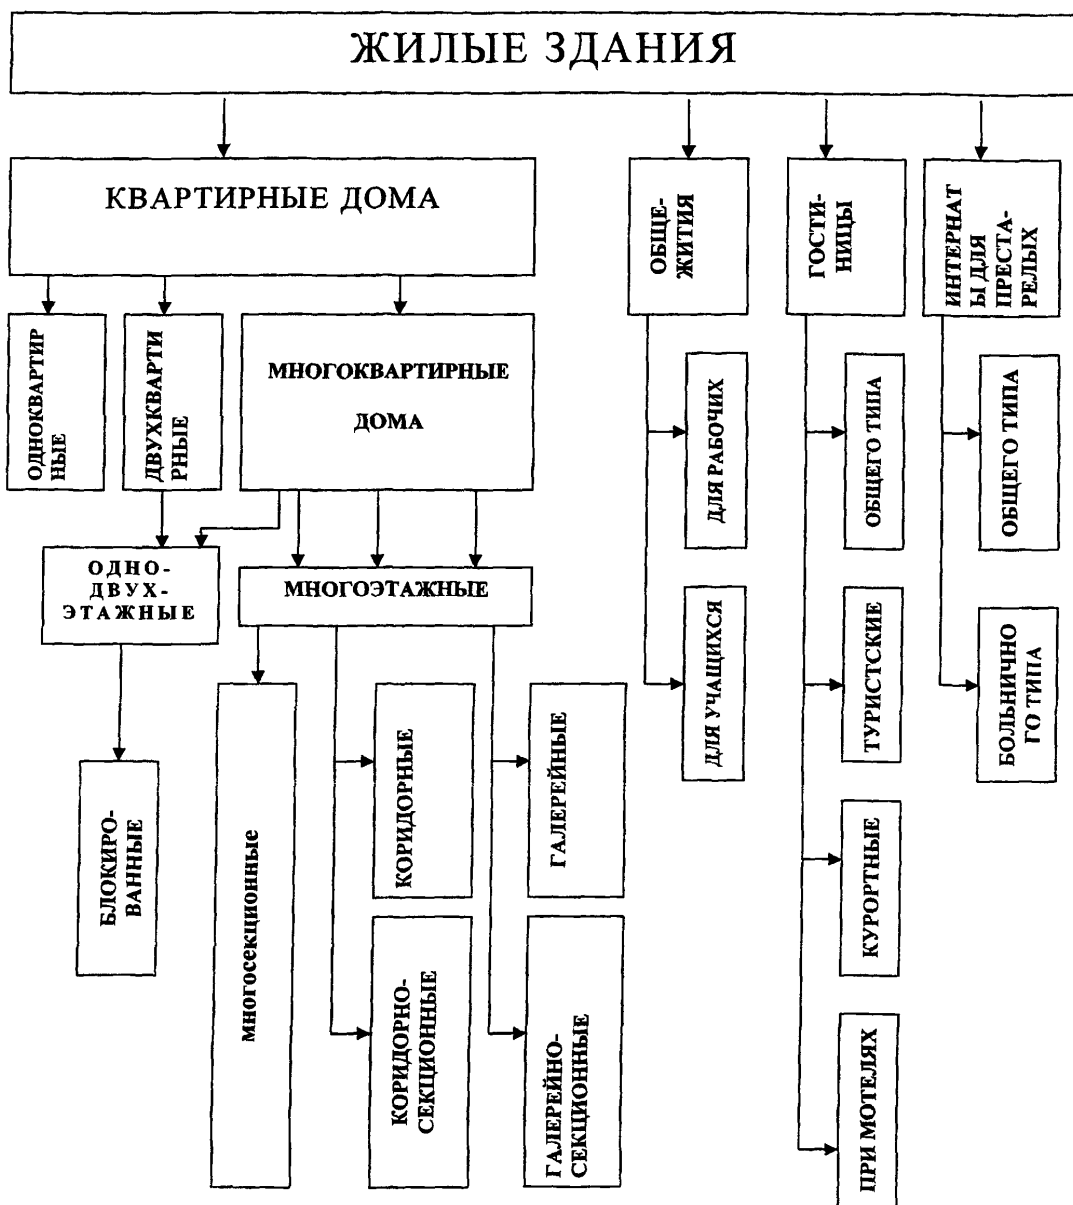 ЖИЛЫЕ ЗДАНИЯ
КВАРТИРНЫЕ ДОМА
ОБЩЕ-
ЖИТИЯ
ГОСТИ-
НИЦЫ
ИНТЕРНАТ
Ы ДЛЯ
ПРЕСТА-
РЕЛЫХ
ОДНОКВАРТИР
НЫЕ
ДВУХКВАРТИ
РНЫЕ
МНОГОКВАРТИРНЫЕ
ДОМА
ДЛЯ РАБОЧИХ
ОБЩЕГО ТИПА
ОБЩЕГО ТИПА
ОДНО-
ДВУХ-
ЭТАЖНЫЕ
МНОГОЭТАЖНЫЕ
ДЛЯ УЧАЩИХСЯ
ТУРИСТСКИЕ
БОЛЬНИЧНО
ГО ТИПА
БЛОКИРО-
ВАННЫЕ
многосекционные
КОРИДОРНЫЕ
ГАЛЕРЕЙНЫЕ
КУРОРТНЫЕ
КОРИДОРНО-
СЕКЦИОННЫЕ
ГАЛЕРЕЙНО-
СЕКЦИОННЫЕ
ПРИ МОТЕЛЯХ